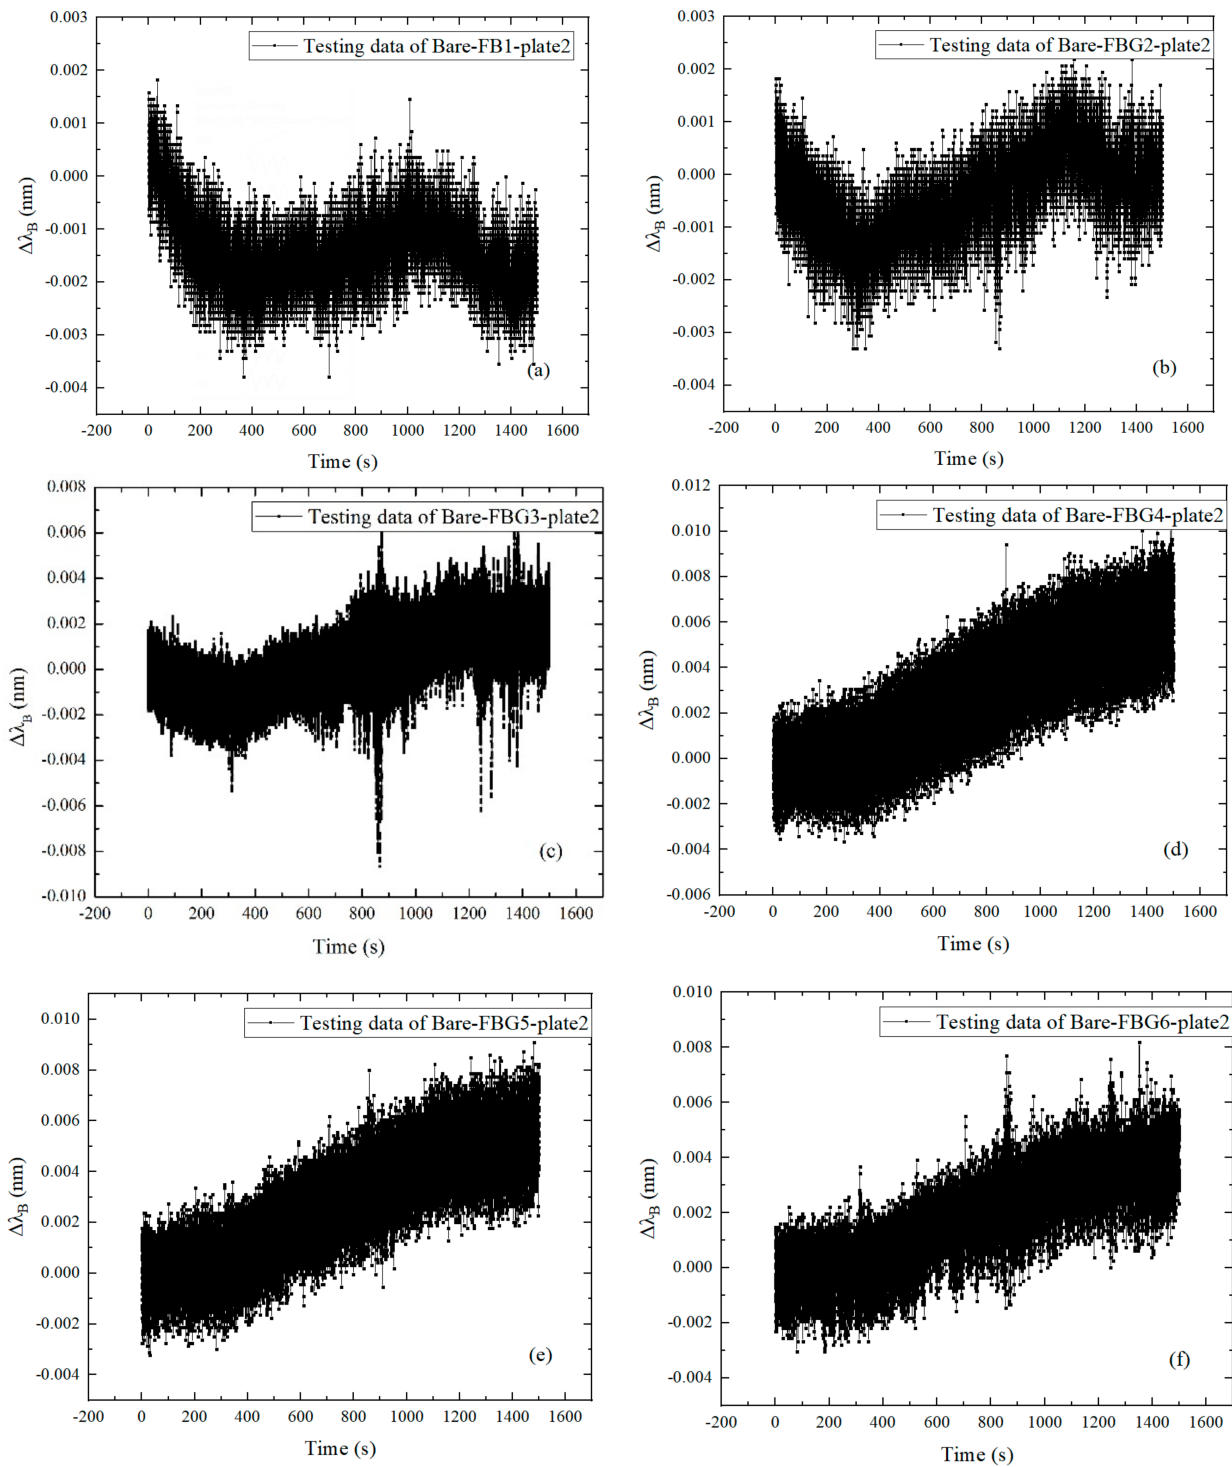 0.003
0.002
0.001
0.000
-0.001
-0.002
-0.003
-0.004
ΔλB (nm)
Testing data of Bare-FB1-plate2
(a)
-200 0 200 400 600 800 1000 1200 1400 1600
Time (s)
0.003
0.002
0.001
0.000
-0.001
-0.002
-0.003
-0.004
ΔλB (nm)
Testing data of Bare-FBG2-plate2
(b)
-200 0 200 400 600 800 1000 1200 1400 1600
Time (s)
0.008
0.006
0.004
0.002
0.000
-0.002
-0.004
-0.006
-0.008
-0.010
ΔλB (nm)
Testing data of Bare-FBG3-plate2
(c)
-200 0 200 400 600 800 1000 1200 1400 1600
Time (s)
0.012
0.010
0.008
0.006
0.004
0.002
0.000
-0.002
-0.004
-0.006
ΔλB (nm)
Testing data of Bare-FBG4-plate2
(d)
-200 0 200 400 600 800 1000 1200 1400 1600
Time (s)
0.010
0.008
0.006
0.004
0.002
0.000
-0.002
-0.004
ΔλB (nm)
Testing data of Bare-FBG5-plate2
(e)
-200 0 200 400 600 800 1000 1200 1400 1600
Time (s)
0.010
0.008
0.006
0.004
0.002
0.000
-0.002
-0.004
ΔλB (nm)
Testing data of Bare-FBG6-plate2
(f)
-200 0 200 400 600 800 1000 1200 1400 1600
Time (s)